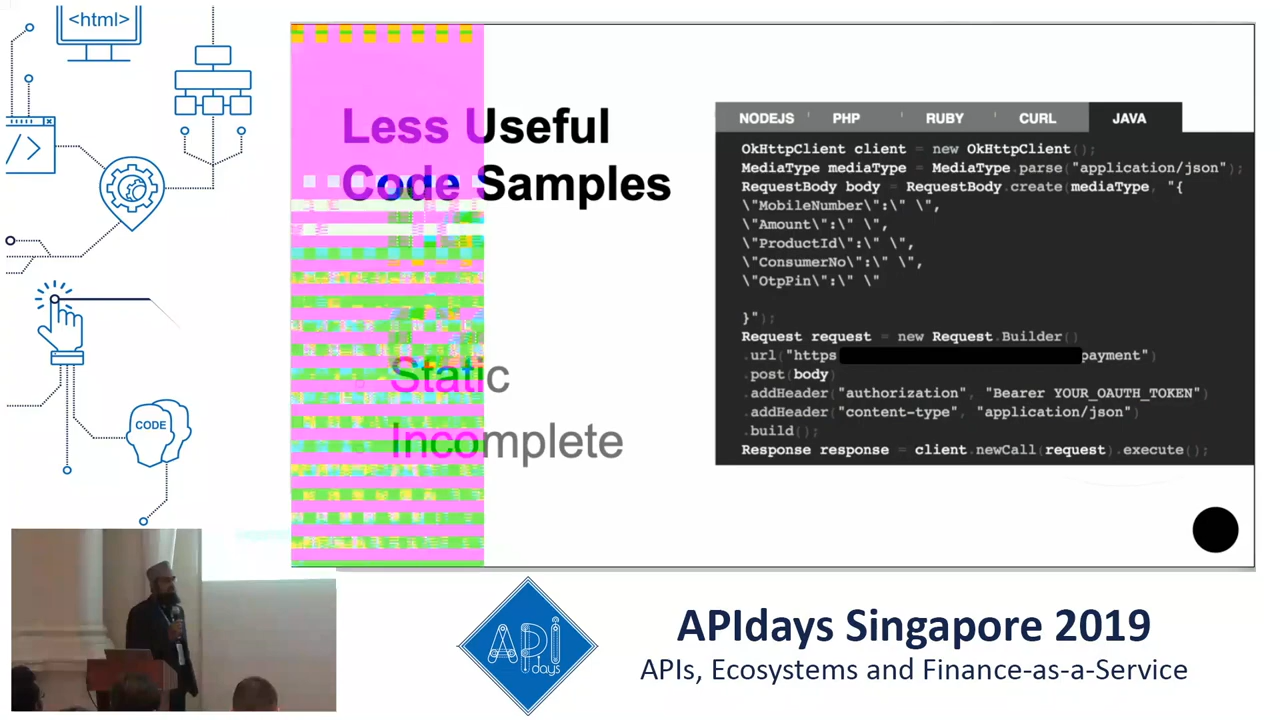 <html>
Less Useful
Code Samples
Static
Incomplete
NODEJS PHP RUBY CURL JAVA
OkHttpClient client = new OkHttpClient();
MediaType mediaType = MediaType.parse("application/json");
RequestBody body = RequestBody.create(mediaType, "{
\"MobileNumber\":\" \",
\"Amount\":\" \",
\"ProductId\":\" \",
\"ConsumerNo\":\" \",
\"OtpPin\":\" \"
}");
Request request = new Request.Builder()
.url("https payment")
.post(body)
.addHeader("authorization", "Bearer YOUR_OAUTH_TOKEN")
.addHeader("content-type", "application/json")
.build();
Response response = client.newCall(request).execute();
</>
CODE
API
days
APIdays Singapore 2019
APIs, Ecosystems and Finance-as-a-Service